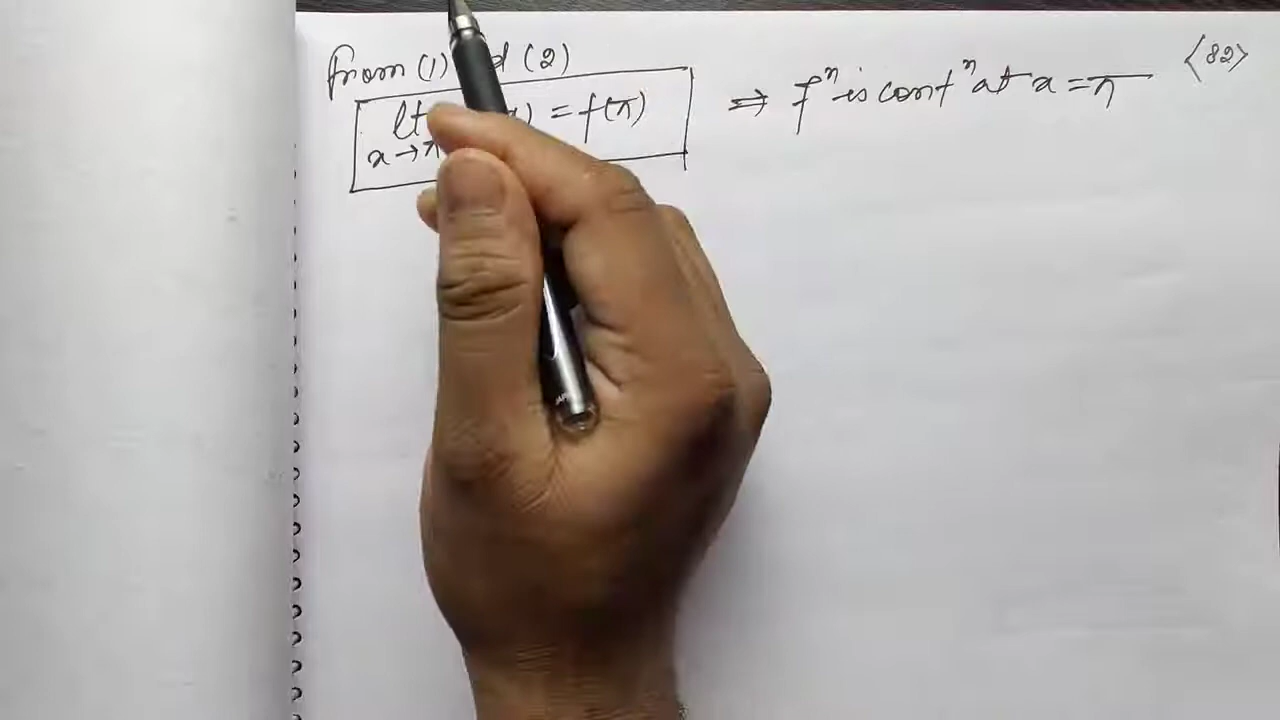 from (1) (2)
lt = f(π) ⇒ fⁿ is contⁿ at x = π
x→π
<82>